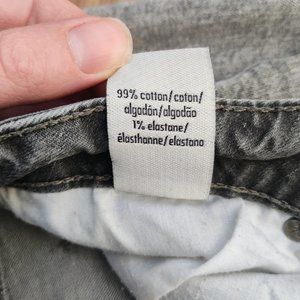 99% cotton/coton/
algodón/algodão
1% elastane/
élasthanne/elastano